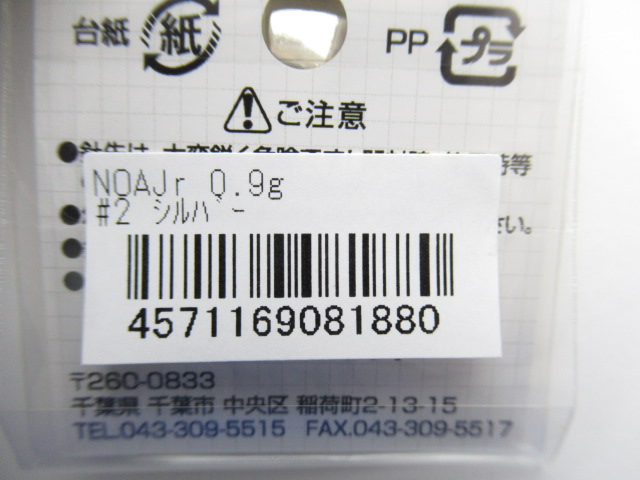 台紙 紙 PP プラ
ご注意
NOAJr 0.9g
#2 シルバー
4571169081880
〒260-0833
千葉県 千葉市 中央区 稲荷町2-13-15
TEL.043-309-5515 FAX.043-309-5517